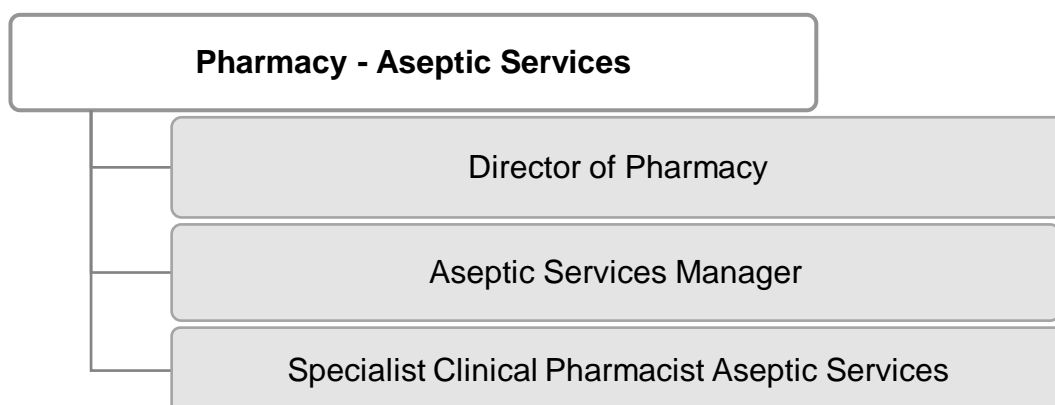 Pharmacy - Aseptic Services
Director of Pharmacy
Aseptic Services Manager
Specialist Clinical Pharmacist Aseptic Services